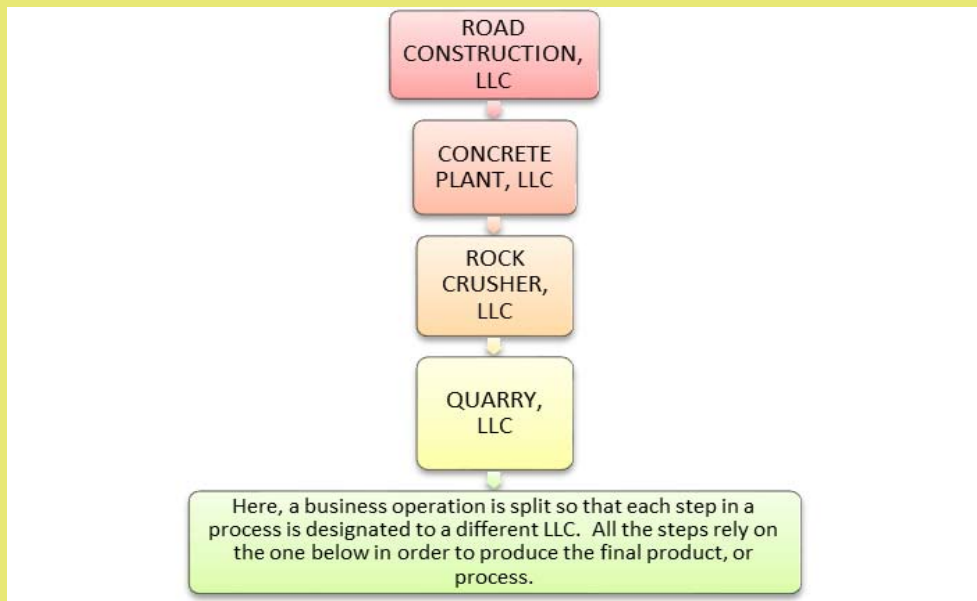 ROAD
CONSTRUCTION,
LLC
CONCRETE
PLANT, LLC
ROCK
CRUSHER,
LLC
QUARRY,
LLC
Here, a business operation is split so that each step in a
process is designated to a different LLC.  All the steps rely on
the one below in order to produce the final product, or
process.